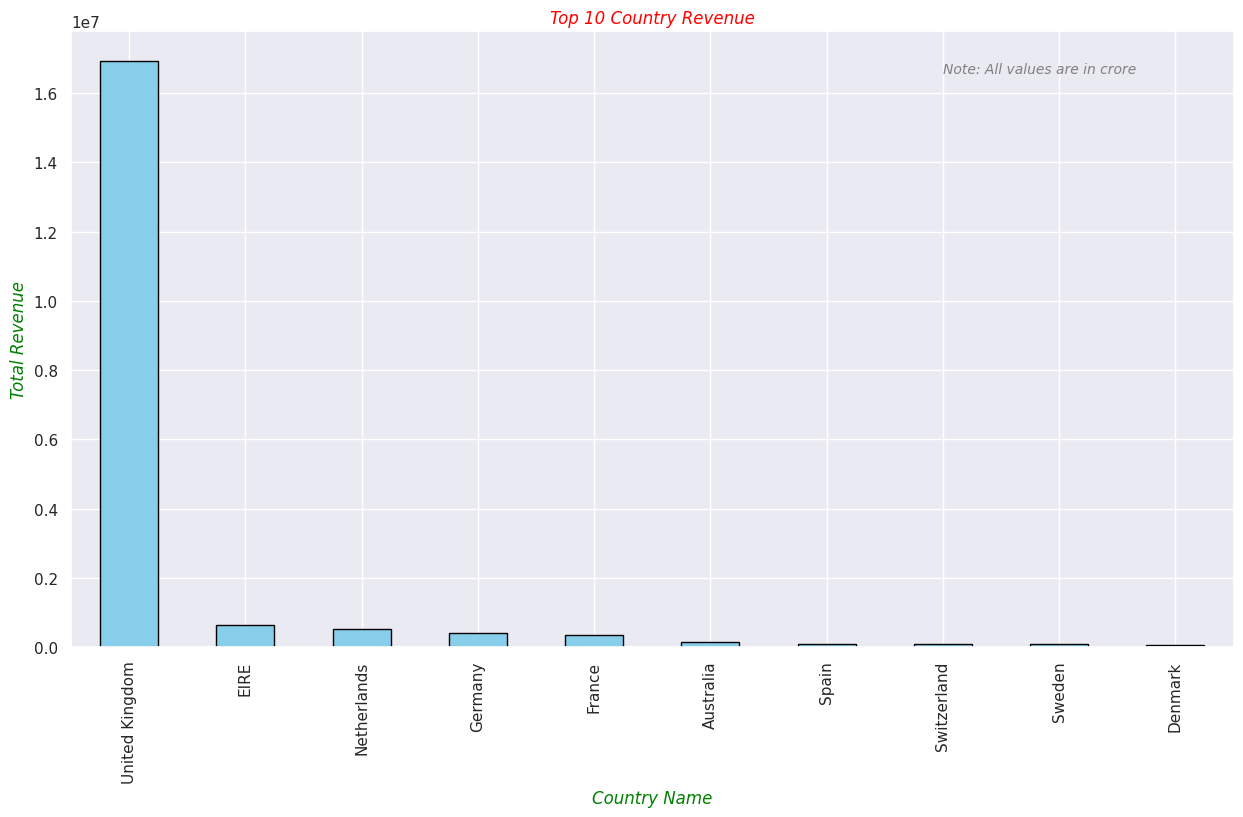 Top 10 Country Revenue
1e7
Note: All values are in crore
1.6
1.4
1.2
1.0
0.8
0.6
0.4
0.2
0.0
Total Revenue
United Kingdom
EIRE
Netherlands
Germany
France
Australia
Spain
Switzerland
Sweden
Denmark
Country Name